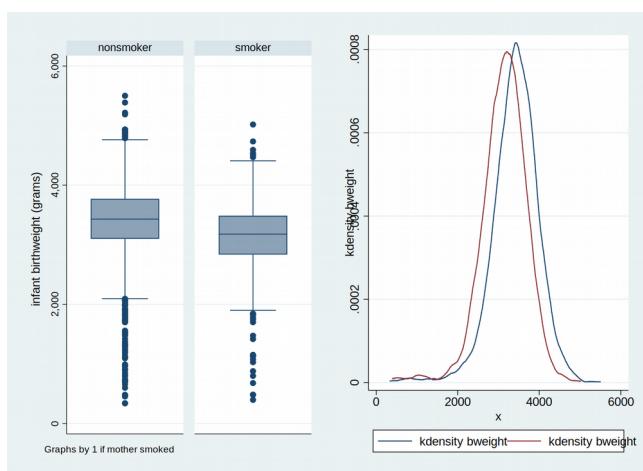 nonsmoker
smoker
infant birthweight (grams)
6,000
4,000
2,000
0
Graphs by 1 if mother smoked
kdensity bweight
.0008
.0006
.0004
.0002
0
0 2000 4000 6000
x
kdensity bweight kdensity bweight